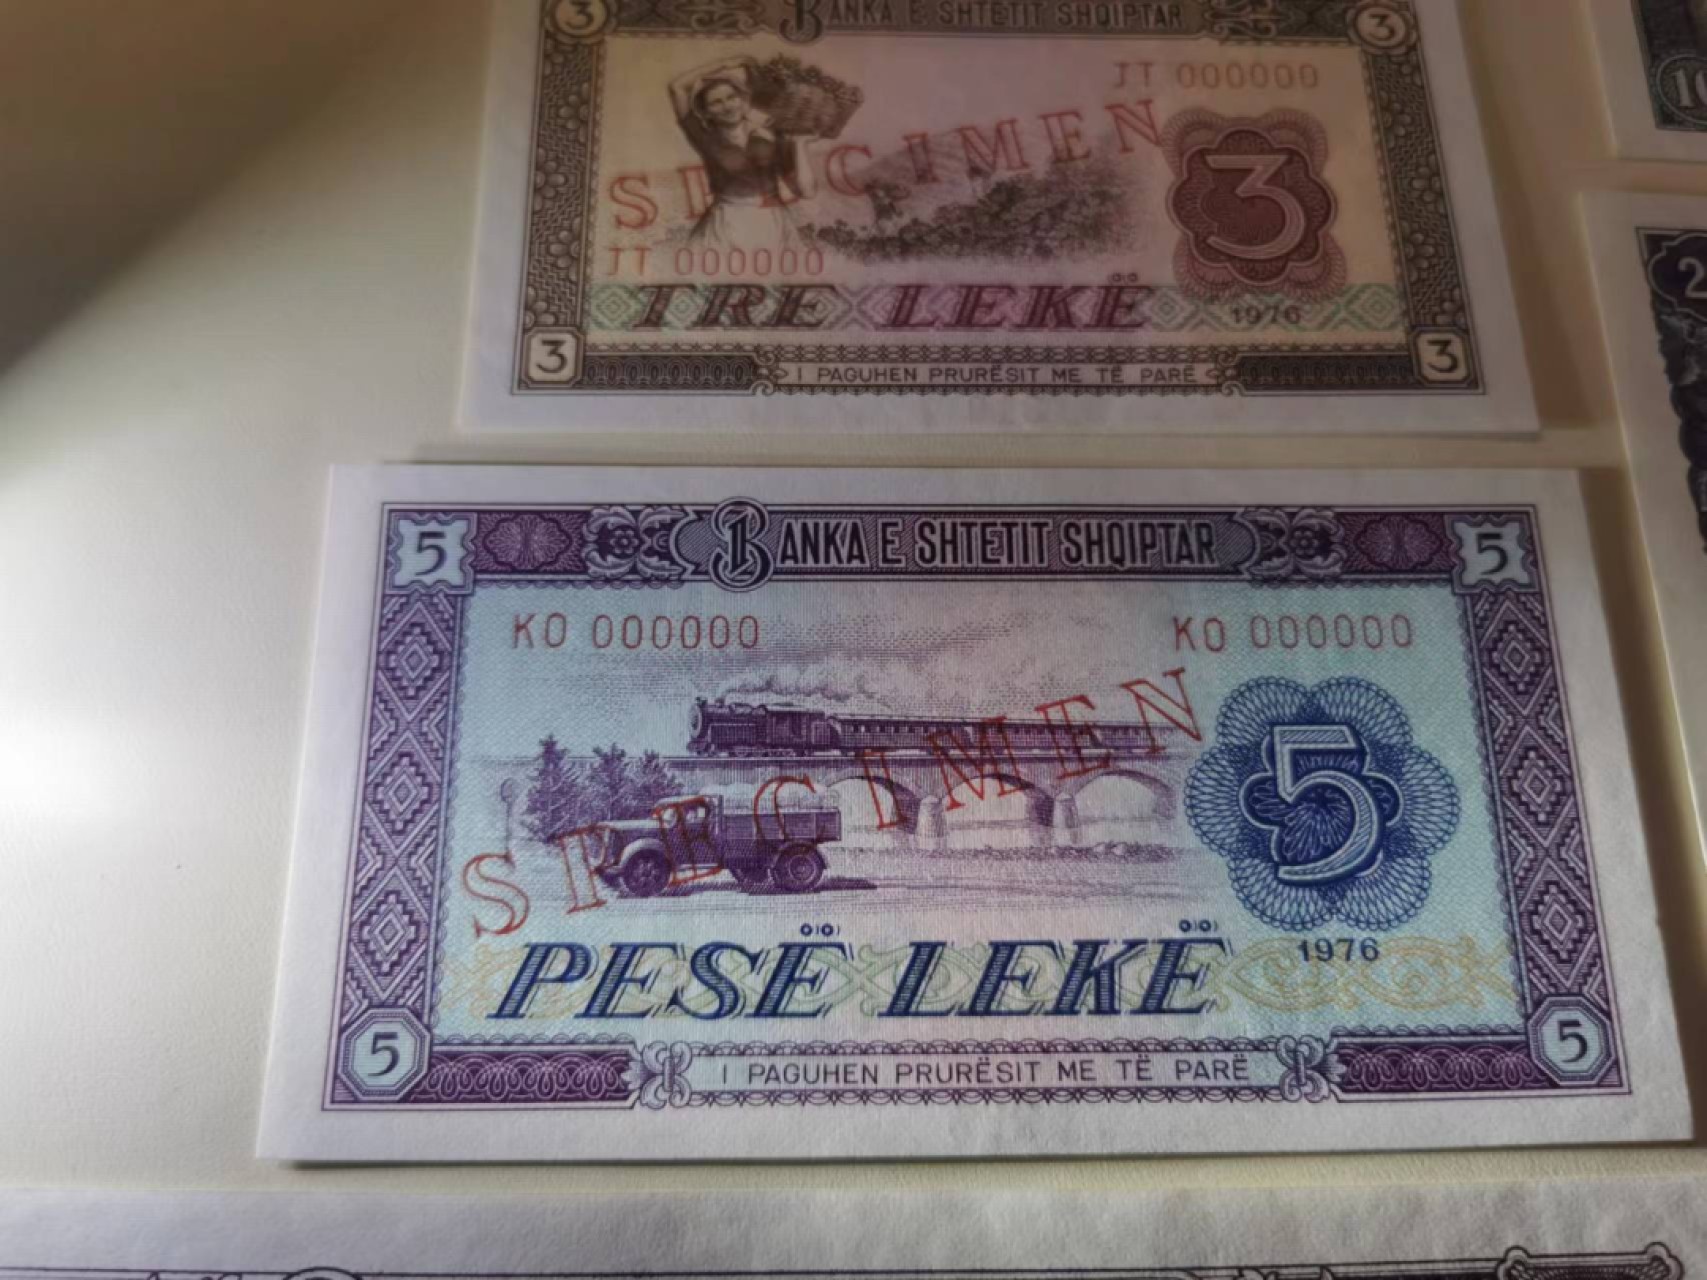 3 BANKA E SHTETIT SHQIPTAR 3
JT 000000
SPECIMEN
3
JT 000000
TRE LEKË
1976
3 I PAGUHEN PRURËSIT ME TË PARË 3
10
2
5 BANKA E SHTETIT SHQIPTAR 5
KO 000000 KO 000000
SPECIMEN
5
PESË LEKË
1976
5 I PAGUHEN PRURËSIT ME TË PARË 5